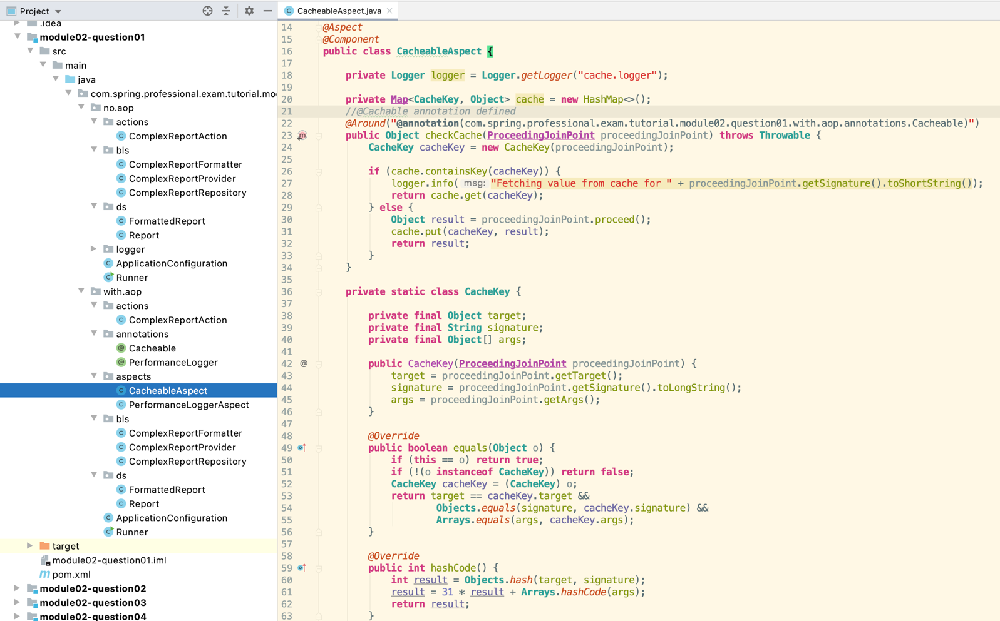 Project
.idea
module02-question01
src
main
java
com.spring.professional.exam.tutorial.mo
no.aop
actions
ComplexReportAction
bls
ComplexReportFormatter
ComplexReportProvider
ComplexReportRepository
ds
FormattedReport
Report
logger
ApplicationConfiguration
Runner
with.aop
actions
ComplexReportAction
annotations
Cacheable
PerformanceLogger
aspects
CacheableAspect
PerformanceLoggerAspect
bls
ComplexReportFormatter
ComplexReportProvider
ComplexReportRepository
ds
FormattedReport
Report
ApplicationConfiguration
Runner
target
module02-question01.iml
pom.xml
module02-question02
module02-question03
module02-question04
CacheableAspect.java
14 @Aspect
15 @Component
16 public class CacheableAspect {
17
18 private Logger logger = Logger.getLogger("cache.logger");
19
20 private Map<CacheKey, Object> cache = new HashMap<>();
21 //@Cachable annotation defined
22 @Around("@annotation(com.spring.professional.exam.tutorial.module02.question01.with.aop.annotations.Cacheable)")
23 public Object checkCache(ProceedingJoinPoint proceedingJoinPoint) throws Throwable {
24 CacheKey cacheKey = new CacheKey(proceedingJoinPoint);
25
26 if (cache.containsKey(cacheKey)) {
27 logger.info( msg: "Fetching value from cache for " + proceedingJoinPoint.getSignature().toShortString());
28 return cache.get(cacheKey);
29 } else {
30 Object result = proceedingJoinPoint.proceed();
31 cache.put(cacheKey, result);
32 return result;
33 }
34 }
35
36 private static class CacheKey {
37
38 private final Object target;
39 private final String signature;
40 private final Object[] args;
41
42 public CacheKey(ProceedingJoinPoint proceedingJoinPoint) {
43 target = proceedingJoinPoint.getTarget();
44 signature = proceedingJoinPoint.getSignature().toLongString();
45 args = proceedingJoinPoint.getArgs();
46 }
47
48 @Override
49 public boolean equals(Object o) {
50 if (this == o) return true;
51 if (!(o instanceof CacheKey)) return false;
52 CacheKey cacheKey = (CacheKey) o;
53 return target == cacheKey.target &&
54 Objects.equals(signature, cacheKey.signature) &&
55 Arrays.equals(args, cacheKey.args);
56 }
57
58 @Override
59 public int hashCode() {
60 int result = Objects.hash(target, signature);
61 result = 31 * result + Arrays.hashCode(args);
62 return result;
63 }